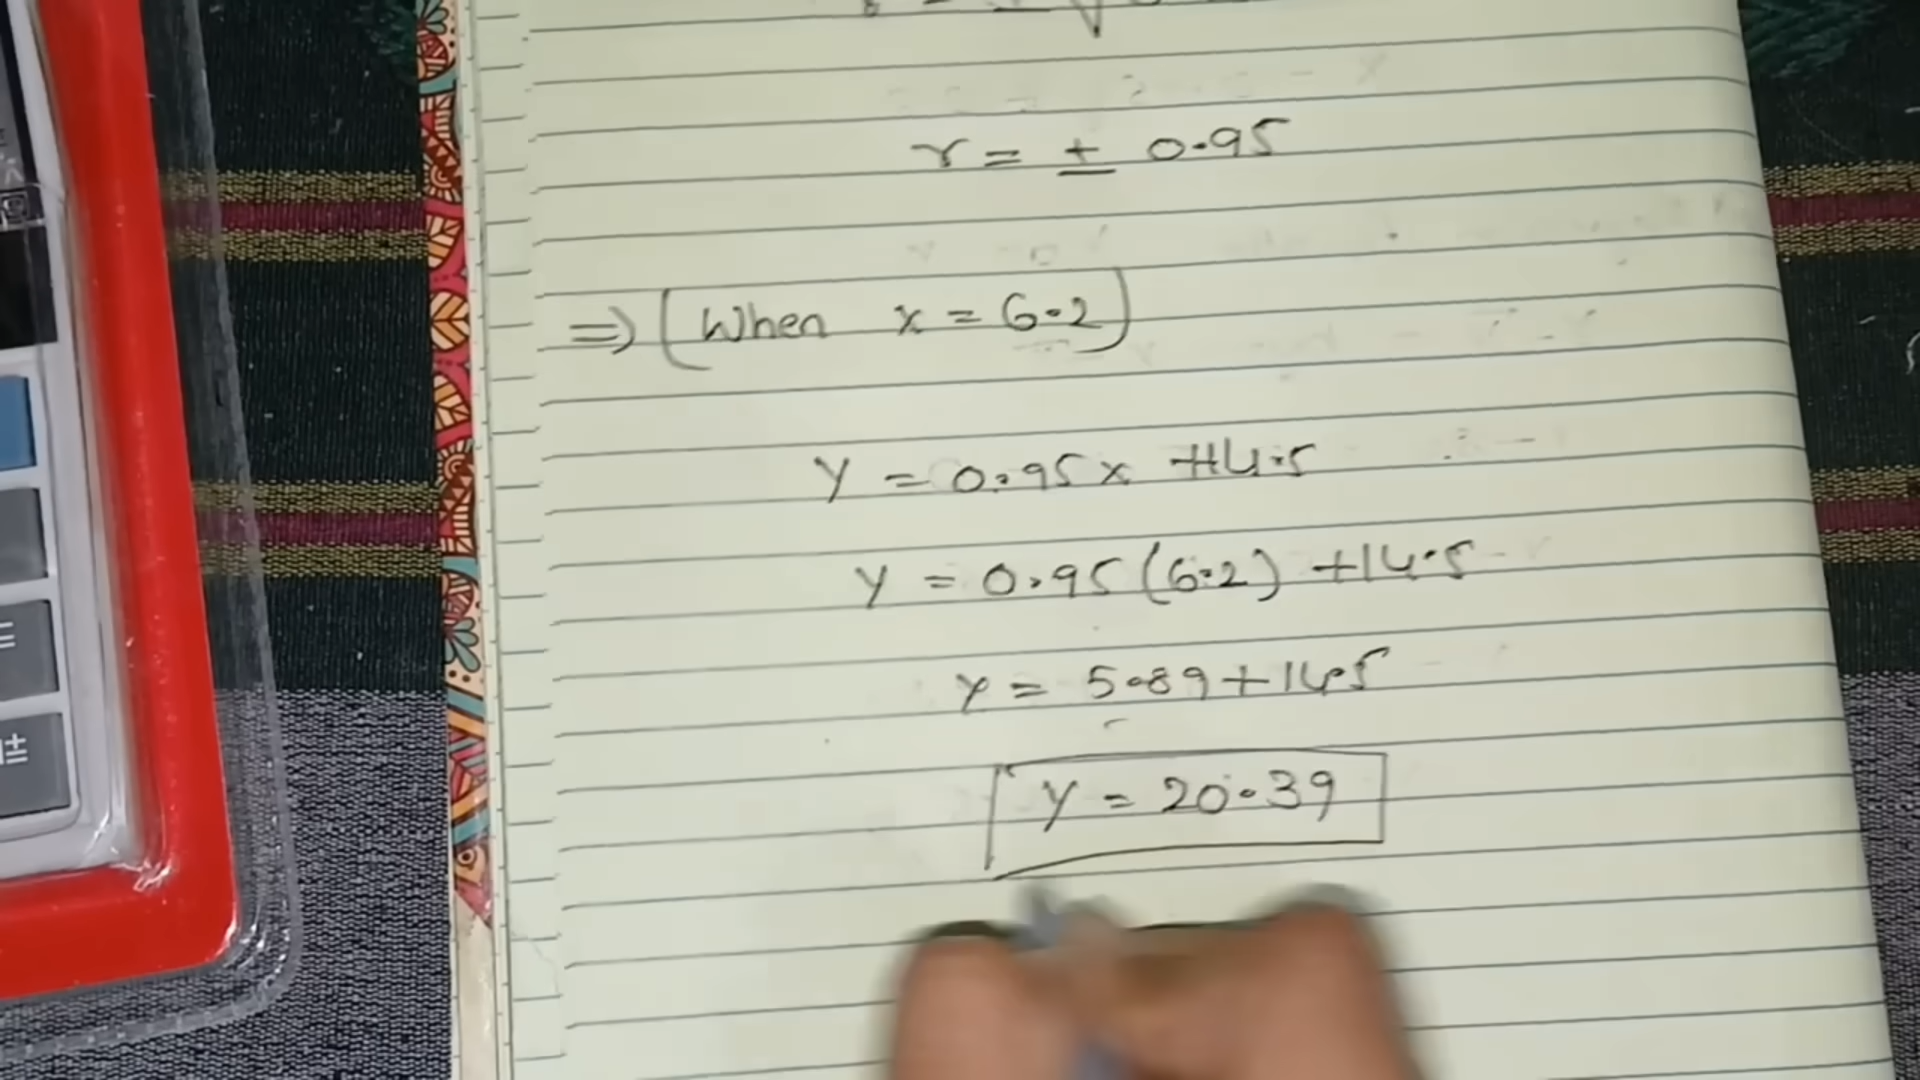 r = ± 0.95
⇒ (When x = 6.2)
y = 0.95x +14.5
y = 0.95(6.2) +14.5
y = 5.89+14.5
y = 20.39